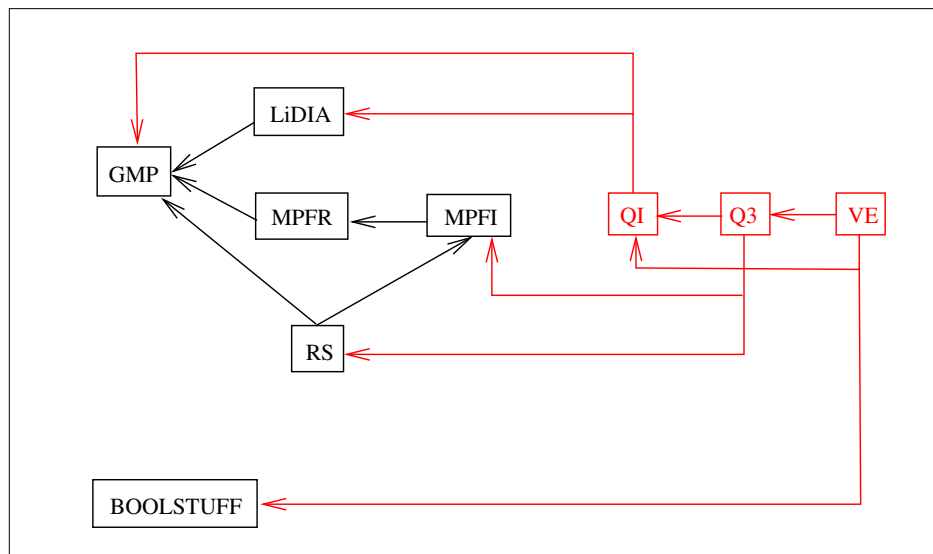 LiDIA
GMP
MPFR
MPFI
QI
Q3
VE
RS
BOOLSTUFF